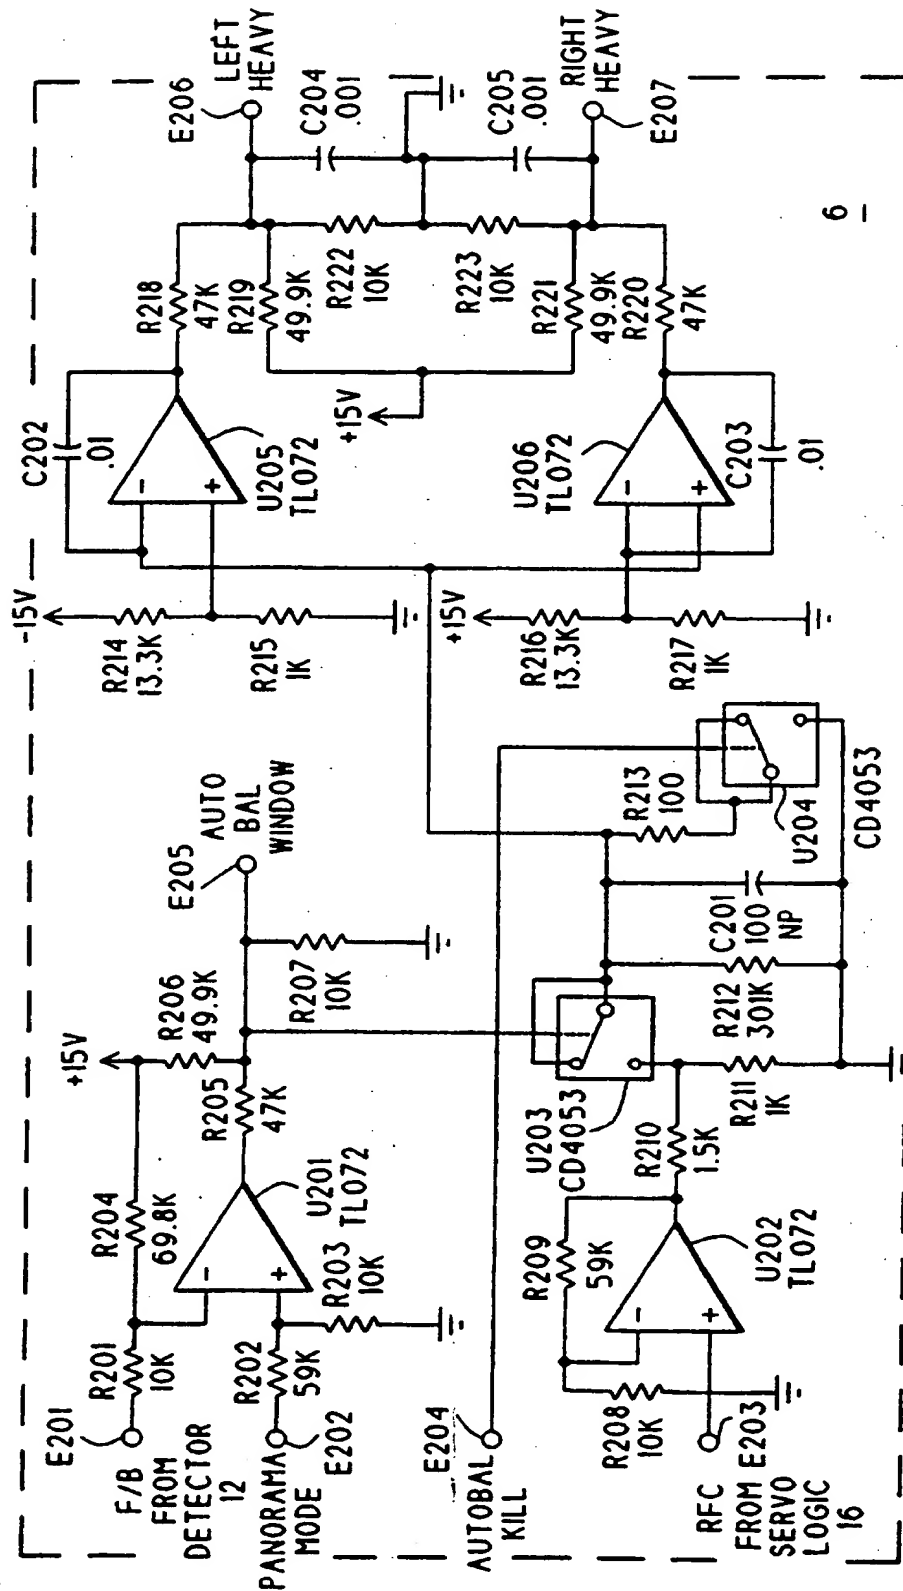 E201
F/B
FROM
DETECTOR
12
R201
10K
R204
69.8K
+15V
R206
49.9K
R205
47K
U201
TL072
R202
59K
R203
10K
PANORAMA
MODE
E202
R207
10K
E205
AUTO
BAL
WINDOW
E204
AUTOBAL
KILL
RFC
FROM
SERVO
LOGIC
16
E203
R208
10K
R209
59K
U202
TL072
R210
1.5K
U203
CD4053
R211
1K
R212
301K
C201
100
NP
R213
100
U204
CD4053
-15V
R214
13.3K
R215
1K
C202
.01
U205
TL072
R218
47K
R219
49.9K
+15V
R222
10K
R223
10K
R221
49.9K
R220
47K
+15V
R216
13.3K
R217
1K
U206
TL072
C203
.01
E206
LEFT
HEAVY
C204
.001
C205
.001
RIGHT
HEAVY
E207
6